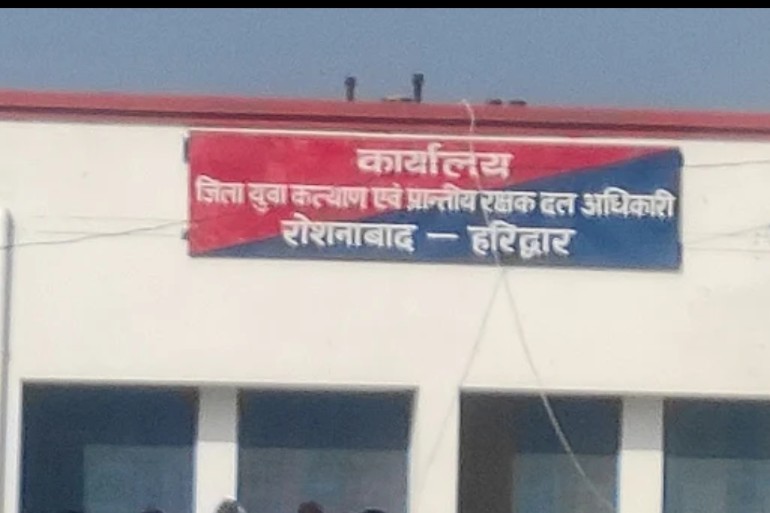 कार्यालय
जिला युवा कल्याण एवं प्रान्तीय रक्षक दल अधिकारी
रोशनाबाद – हरिद्वार